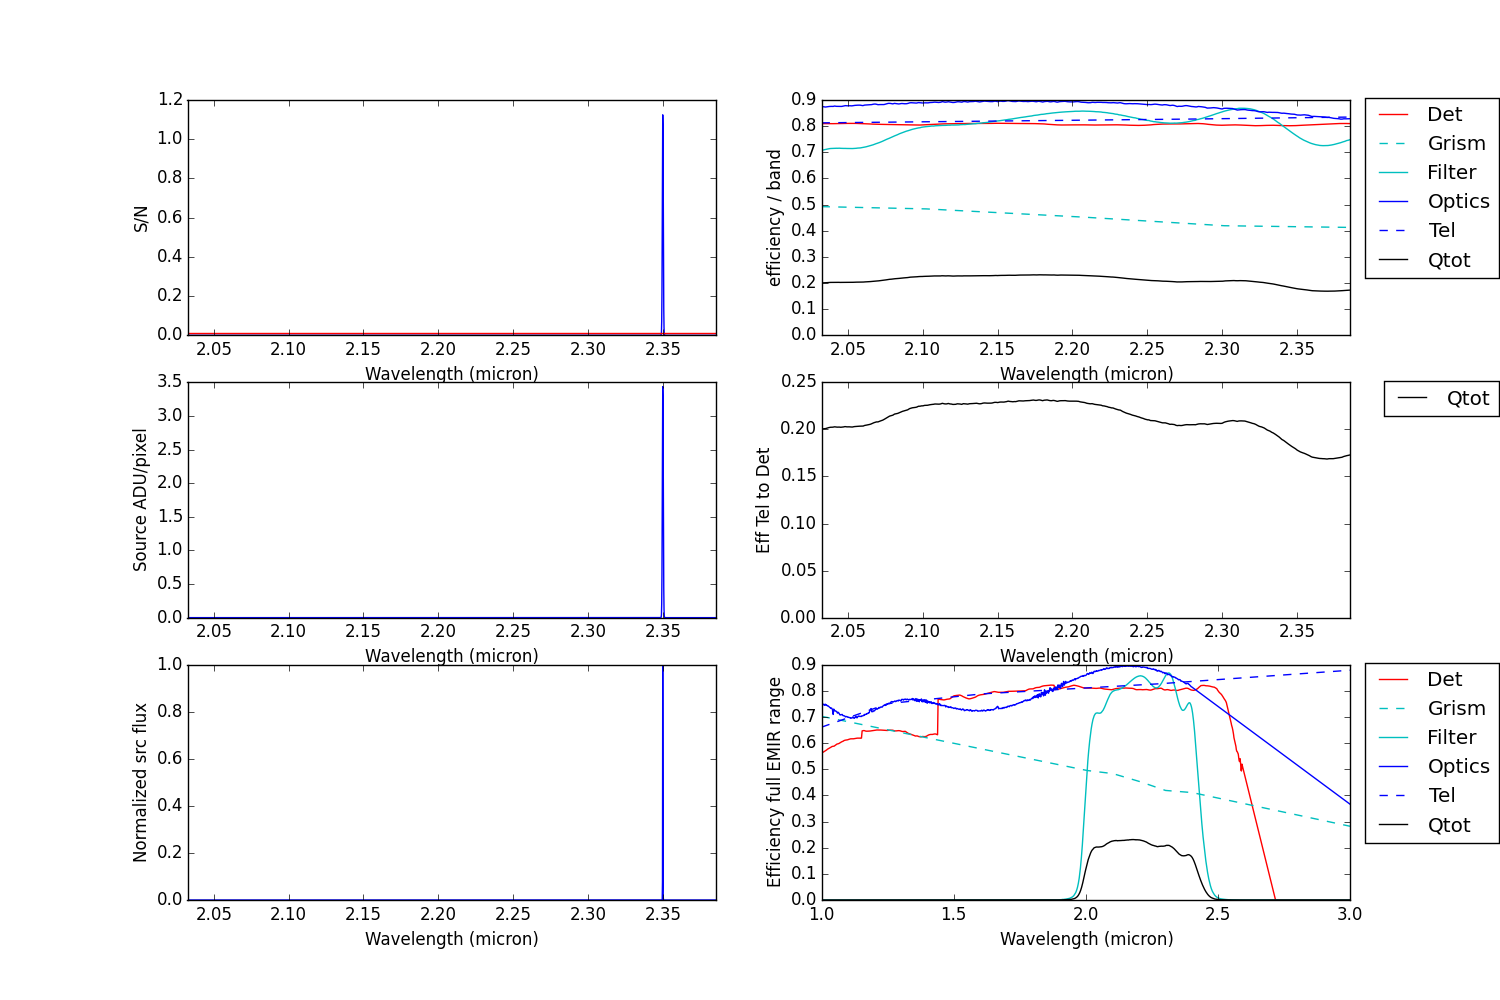 1.2
1.0
0.8
0.6
0.4
0.2
0.0
S/N
2.05 2.10 2.15 2.20 2.25 2.30 2.35
Wavelength (micron)
0.9
0.8
0.7
0.6
0.5
0.4
0.3
0.2
0.1
0.0
efficiency / band
2.05 2.10 2.15 2.20 2.25 2.30 2.35
Wavelength (micron)
Det
Grism
Filter
Optics
Tel
Qtot
3.5
3.0
2.5
2.0
1.5
1.0
0.5
0.0
Source ADU/pixel
2.05 2.10 2.15 2.20 2.25 2.30 2.35
Wavelength (micron)
0.25
0.20
0.15
0.10
0.05
0.00
Eff Tel to Det
2.05 2.10 2.15 2.20 2.25 2.30 2.35
Wavelength (micron)
Qtot
1.0
0.8
0.6
0.4
0.2
0.0
Normalized src flux
2.05 2.10 2.15 2.20 2.25 2.30 2.35
Wavelength (micron)
0.9
0.8
0.7
0.6
0.5
0.4
0.3
0.2
0.1
0.0
Efficiency full EMIR range
1.0 1.5 2.0 2.5 3.0
Wavelength (micron)
Det
Grism
Filter
Optics
Tel
Qtot